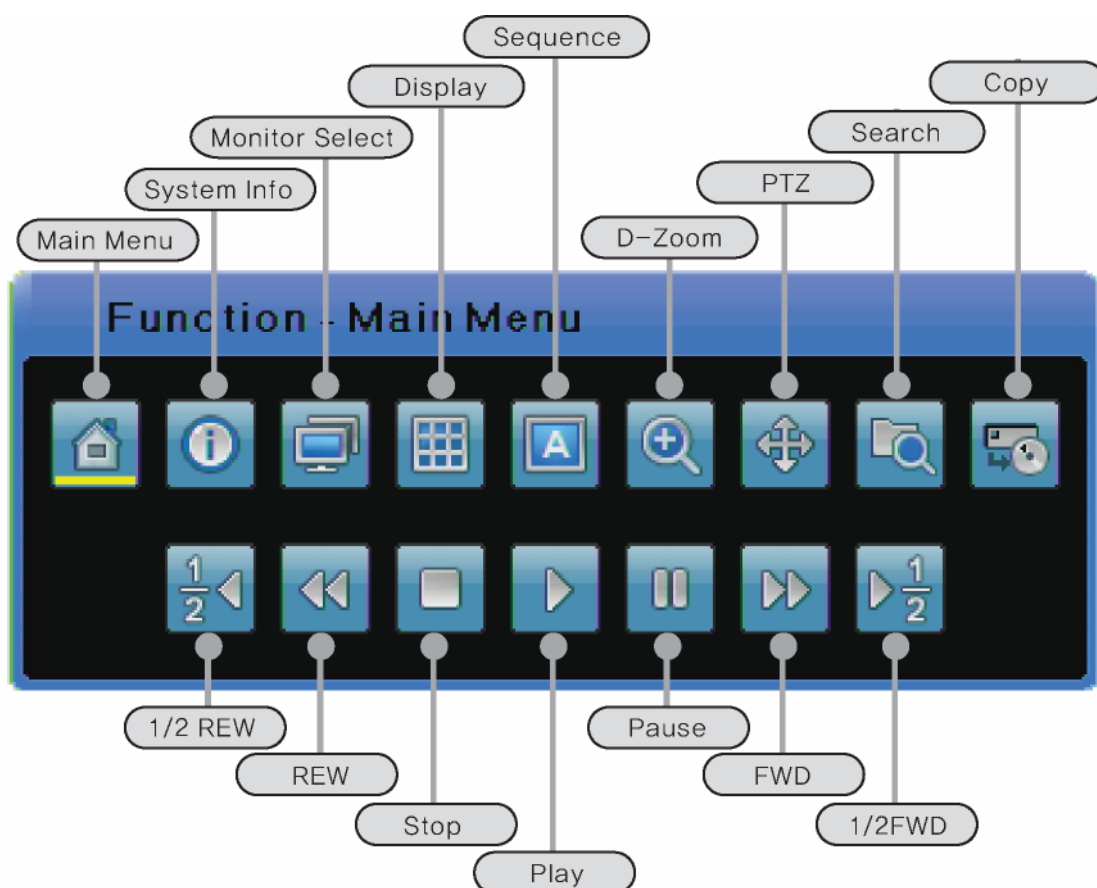 Sequence
Display
Copy
Monitor Select
Search
System Info
PTZ
Main Menu
D-Zoom
Function - Main Menu
A
1/2
1/2
1/2 REW
Pause
REW
FWD
Stop
1/2FWD
Play